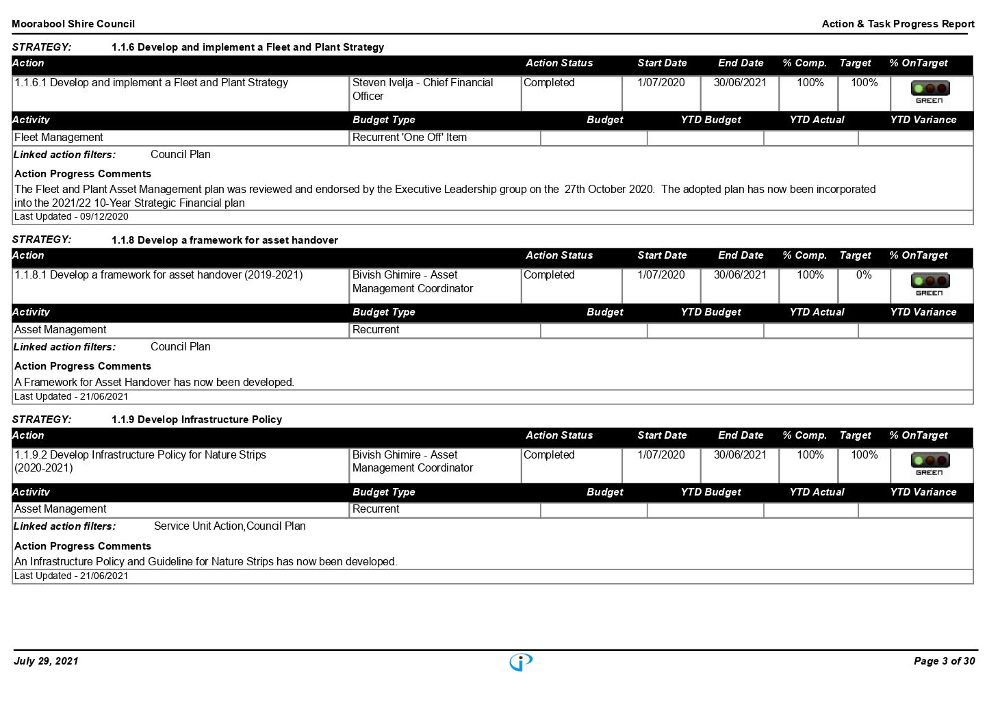 Moorabool Shire Council Action & Task Progress Report
STRATEGY: 1.1.6 Develop and implement a Fleet and Plant Strategy
Action Action Status Start Date End Date % Comp. Target % OnTarget
1.1.6.1 Develop and implement a Fleet and Plant Strategy Steven Ivelja - Chief Financial Completed 1/07/2020 30/06/2021 100% 100%
Officer
GREEN
Activity Budget Type Budget YTD Budget YTD Actual YTD Variance
Fleet Management Recurrent 'One Off' Item
Linked action filters: Council Plan
Action Progress Comments
The Fleet and Plant Asset Management plan was reviewed and endorsed by the Executive Leadership group on the 27th October 2020. The adopted plan has now been incorporated
into the 2021/22 10-Year Strategic Financial plan
Last Updated - 09/12/2020
STRATEGY: 1.1.8 Develop a framework for asset handover
Action Action Status Start Date End Date % Comp. Target % OnTarget
1.1.8.1 Develop a framework for asset handover (2019-2021) Bivish Ghimire - Asset Completed 1/07/2020 30/06/2021 100% 0%
Management Coordinator
GREEN
Activity Budget Type Budget YTD Budget YTD Actual YTD Variance
Asset Management Recurrent
Linked action filters: Council Plan
Action Progress Comments
A Framework for Asset Handover has now been developed.
Last Updated - 21/06/2021
STRATEGY: 1.1.9 Develop Infrastructure Policy
Action Action Status Start Date End Date % Comp. Target % OnTarget
1.1.9.2 Develop Infrastructure Policy for Nature Strips Bivish Ghimire - Asset Completed 1/07/2020 30/06/2021 100% 100%
(2020-2021) Management Coordinator
GREEN
Activity Budget Type Budget YTD Budget YTD Actual YTD Variance
Asset Management Recurrent
Linked action filters: Service Unit Action,Council Plan
Action Progress Comments
An Infrastructure Policy and Guideline for Nature Strips has now been developed.
Last Updated - 21/06/2021
July 29, 2021 Page 3 of 30